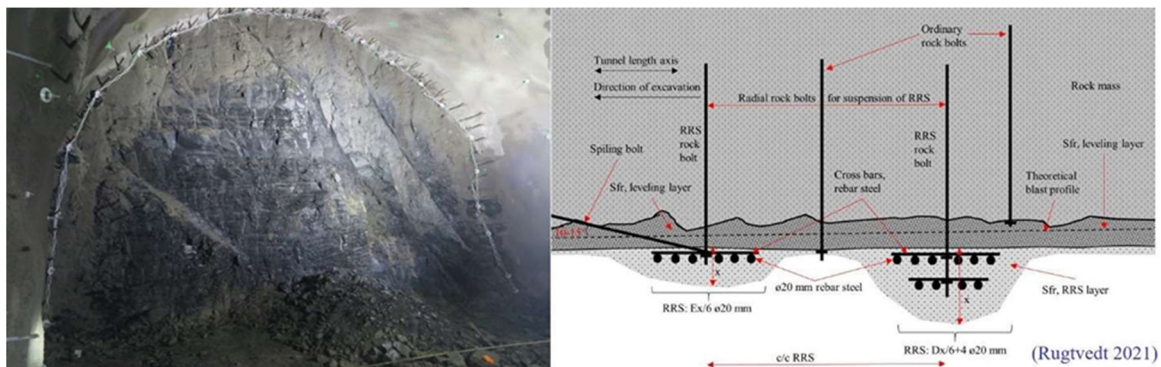 Ordinary
rock bolts
Tunnel length axis
Direction of excavation
Radial rock bolts
for suspension of RRS
Rock mass
RRS
rock
bolt
RRS
rock
bolt
Spiling bolt
Sfr, leveling layer
Cross bars,
rebar steel
Sfr, leveling layer
Theoretical
blast profile
10-15°
x
x
ø20 mm rebar steel
Sfr, RRS layer
RRS: Ex/6 ø20 mm
RRS: Dx/6+4 ø20 mm
c/c RRS
(Rugtvedt 2021)